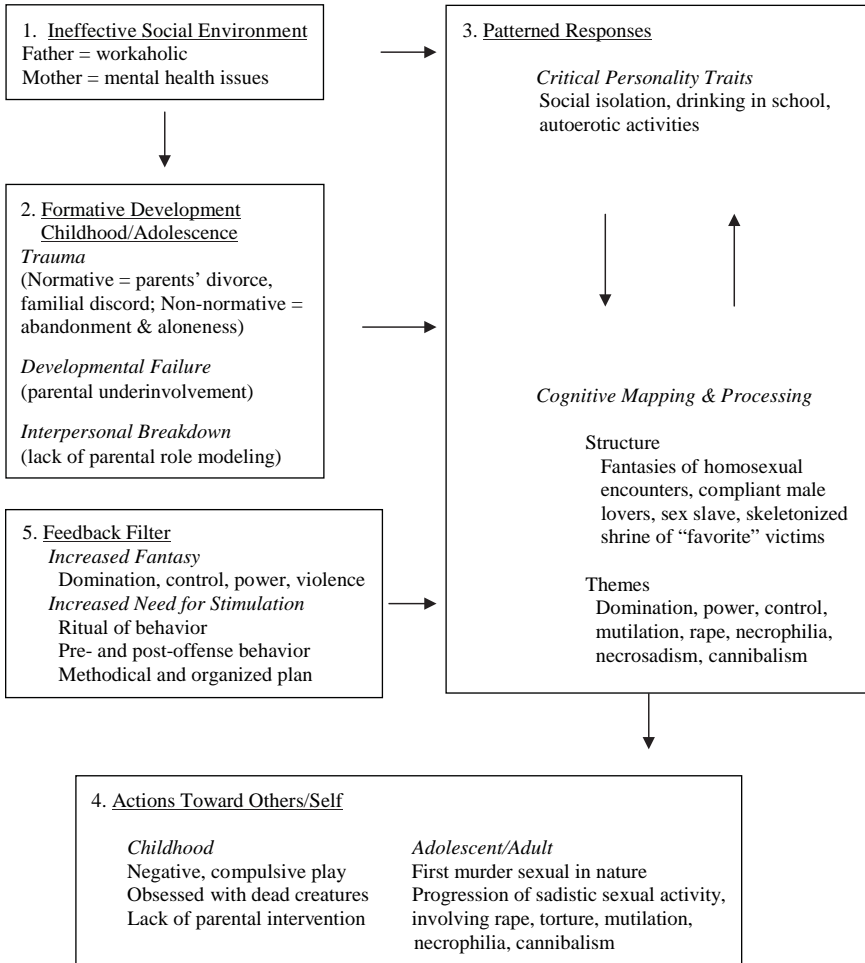 1. Ineffective Social Environment
Father = workaholic
Mother = mental health issues
2. Formative Development
Childhood/Adolescence
Trauma
(Normative = parents’ divorce,
familial discord; Non-normative =
abandonment & aloneness)
Developmental Failure
(parental underinvolvement)
Interpersonal Breakdown
(lack of parental role modeling)
5. Feedback Filter
Increased Fantasy
Domination, control, power, violence
Increased Need for Stimulation
Ritual of behavior
Pre- and post-offense behavior
Methodical and organized plan
3. Patterned Responses
Critical Personality Traits
Social isolation, drinking in school,
autoerotic activities
Cognitive Mapping & Processing
Structure
Fantasies of homosexual
encounters, compliant male
lovers, sex slave, skeletonized
shrine of “favorite” victims
Themes
Domination, power, control,
mutilation, rape, necrophilia,
necrosadism, cannibalism
4. Actions Toward Others/Self
Childhood
Negative, compulsive play
Obsessed with dead creatures
Lack of parental intervention
Adolescent/Adult
First murder sexual in nature
Progression of sadistic sexual activity,
involving rape, torture, mutilation,
necrophilia, cannibalism